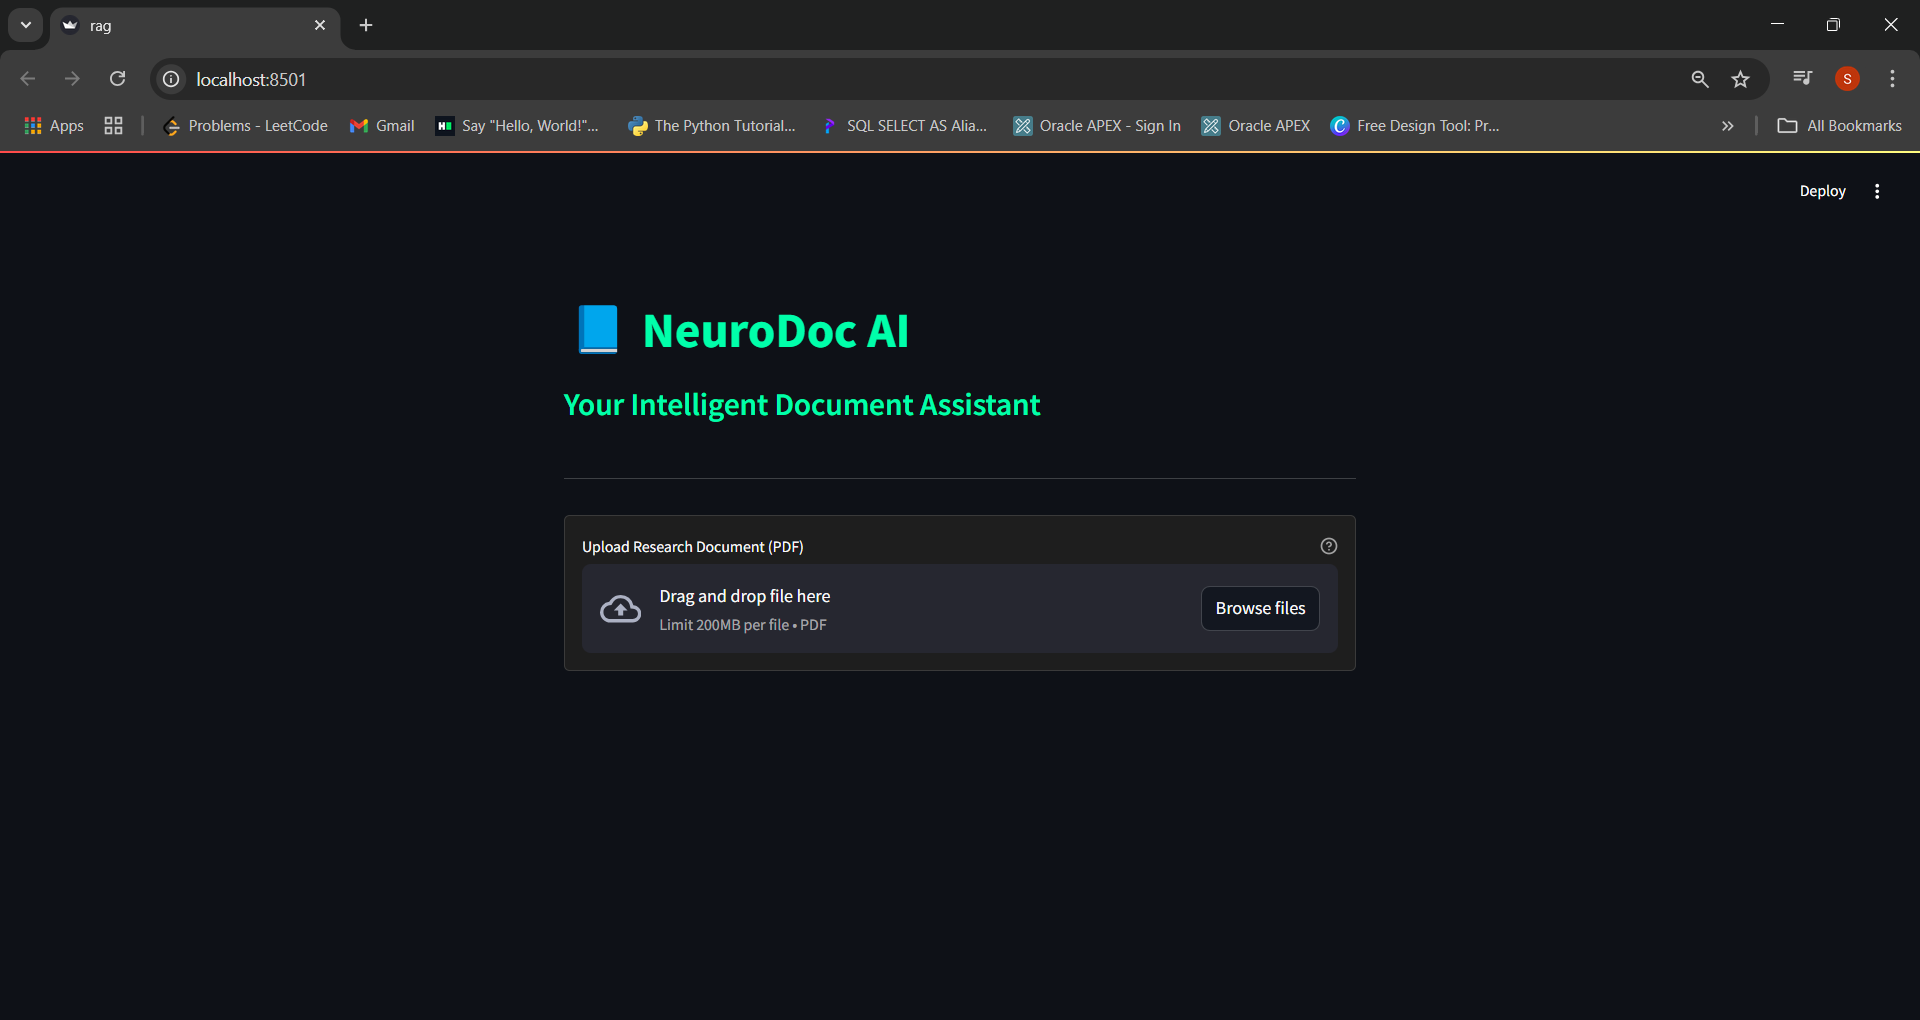 rag
localhost:8501
S
Apps
Problems - LeetCode
Gmail
Say "Hello, World!"...
The Python Tutorial...
SQL SELECT AS Alia...
Oracle APEX - Sign In
Oracle APEX
Free Design Tool: Pr...
All Bookmarks
Deploy
NeuroDoc AI
Your Intelligent Document Assistant
Upload Research Document (PDF)
Drag and drop file here
Limit 200MB per file • PDF
Browse files